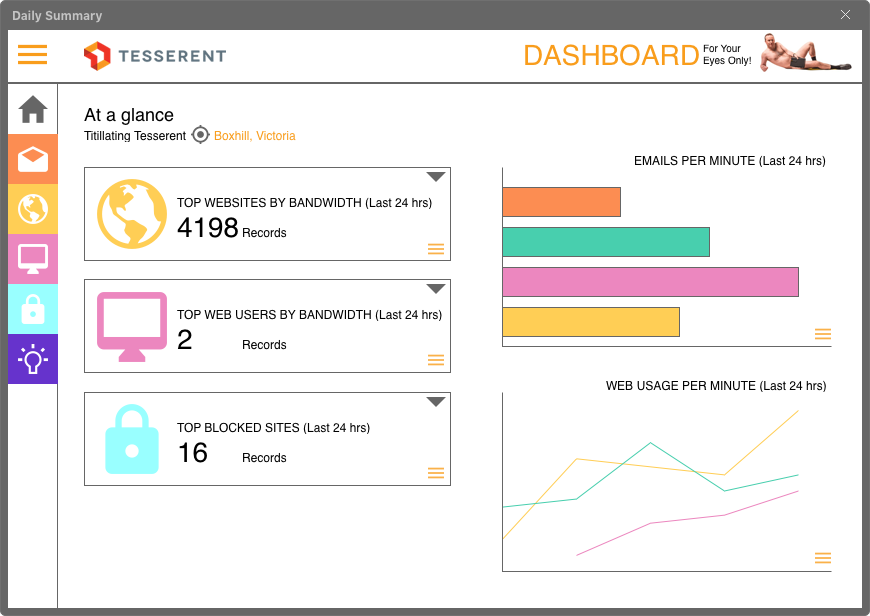 Daily Summary
TESSERENT
DASHBOARD
For Your
Eyes Only!
At a glance
Titillating Tesserent Boxhill, Victoria
TOP WEBSITES BY BANDWIDTH (Last 24 hrs)
4198 Records
TOP WEB USERS BY BANDWIDTH (Last 24 hrs)
2 Records
TOP BLOCKED SITES (Last 24 hrs)
16 Records
EMAILS PER MINUTE (Last 24 hrs)
WEB USAGE PER MINUTE (Last 24 hrs)